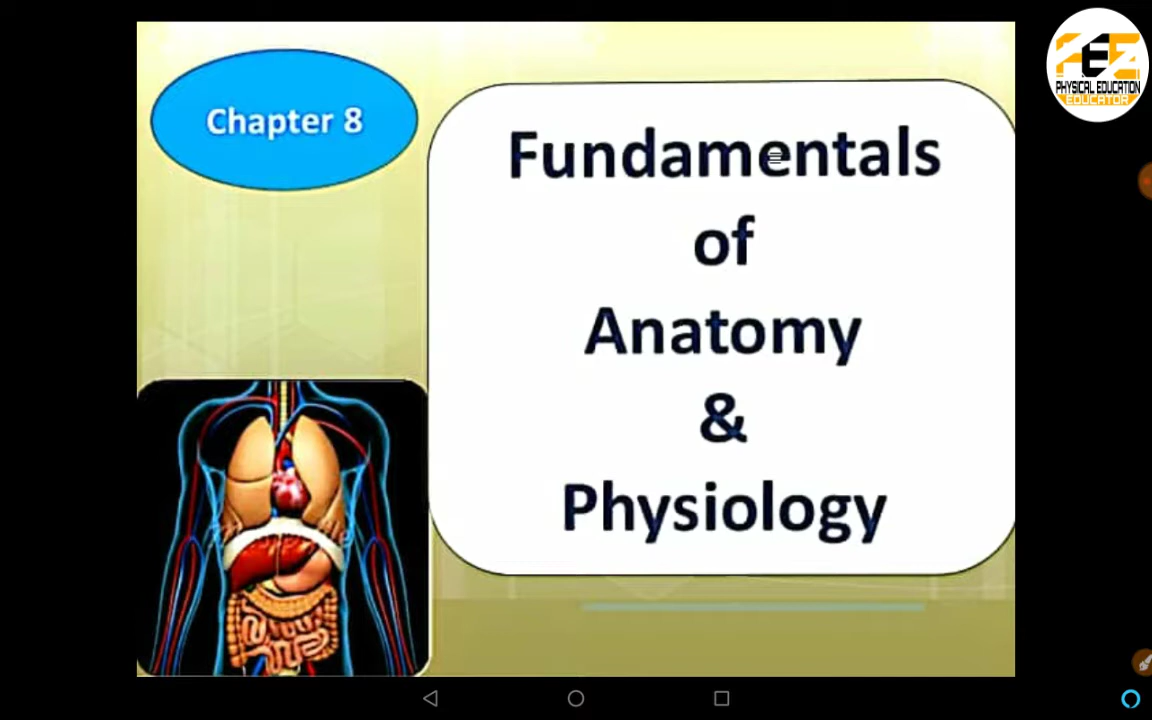 Chapter 8
Fundamentals
of
Anatomy
&
Physiology
PHYSICAL EDUCATION
EDUCATOR